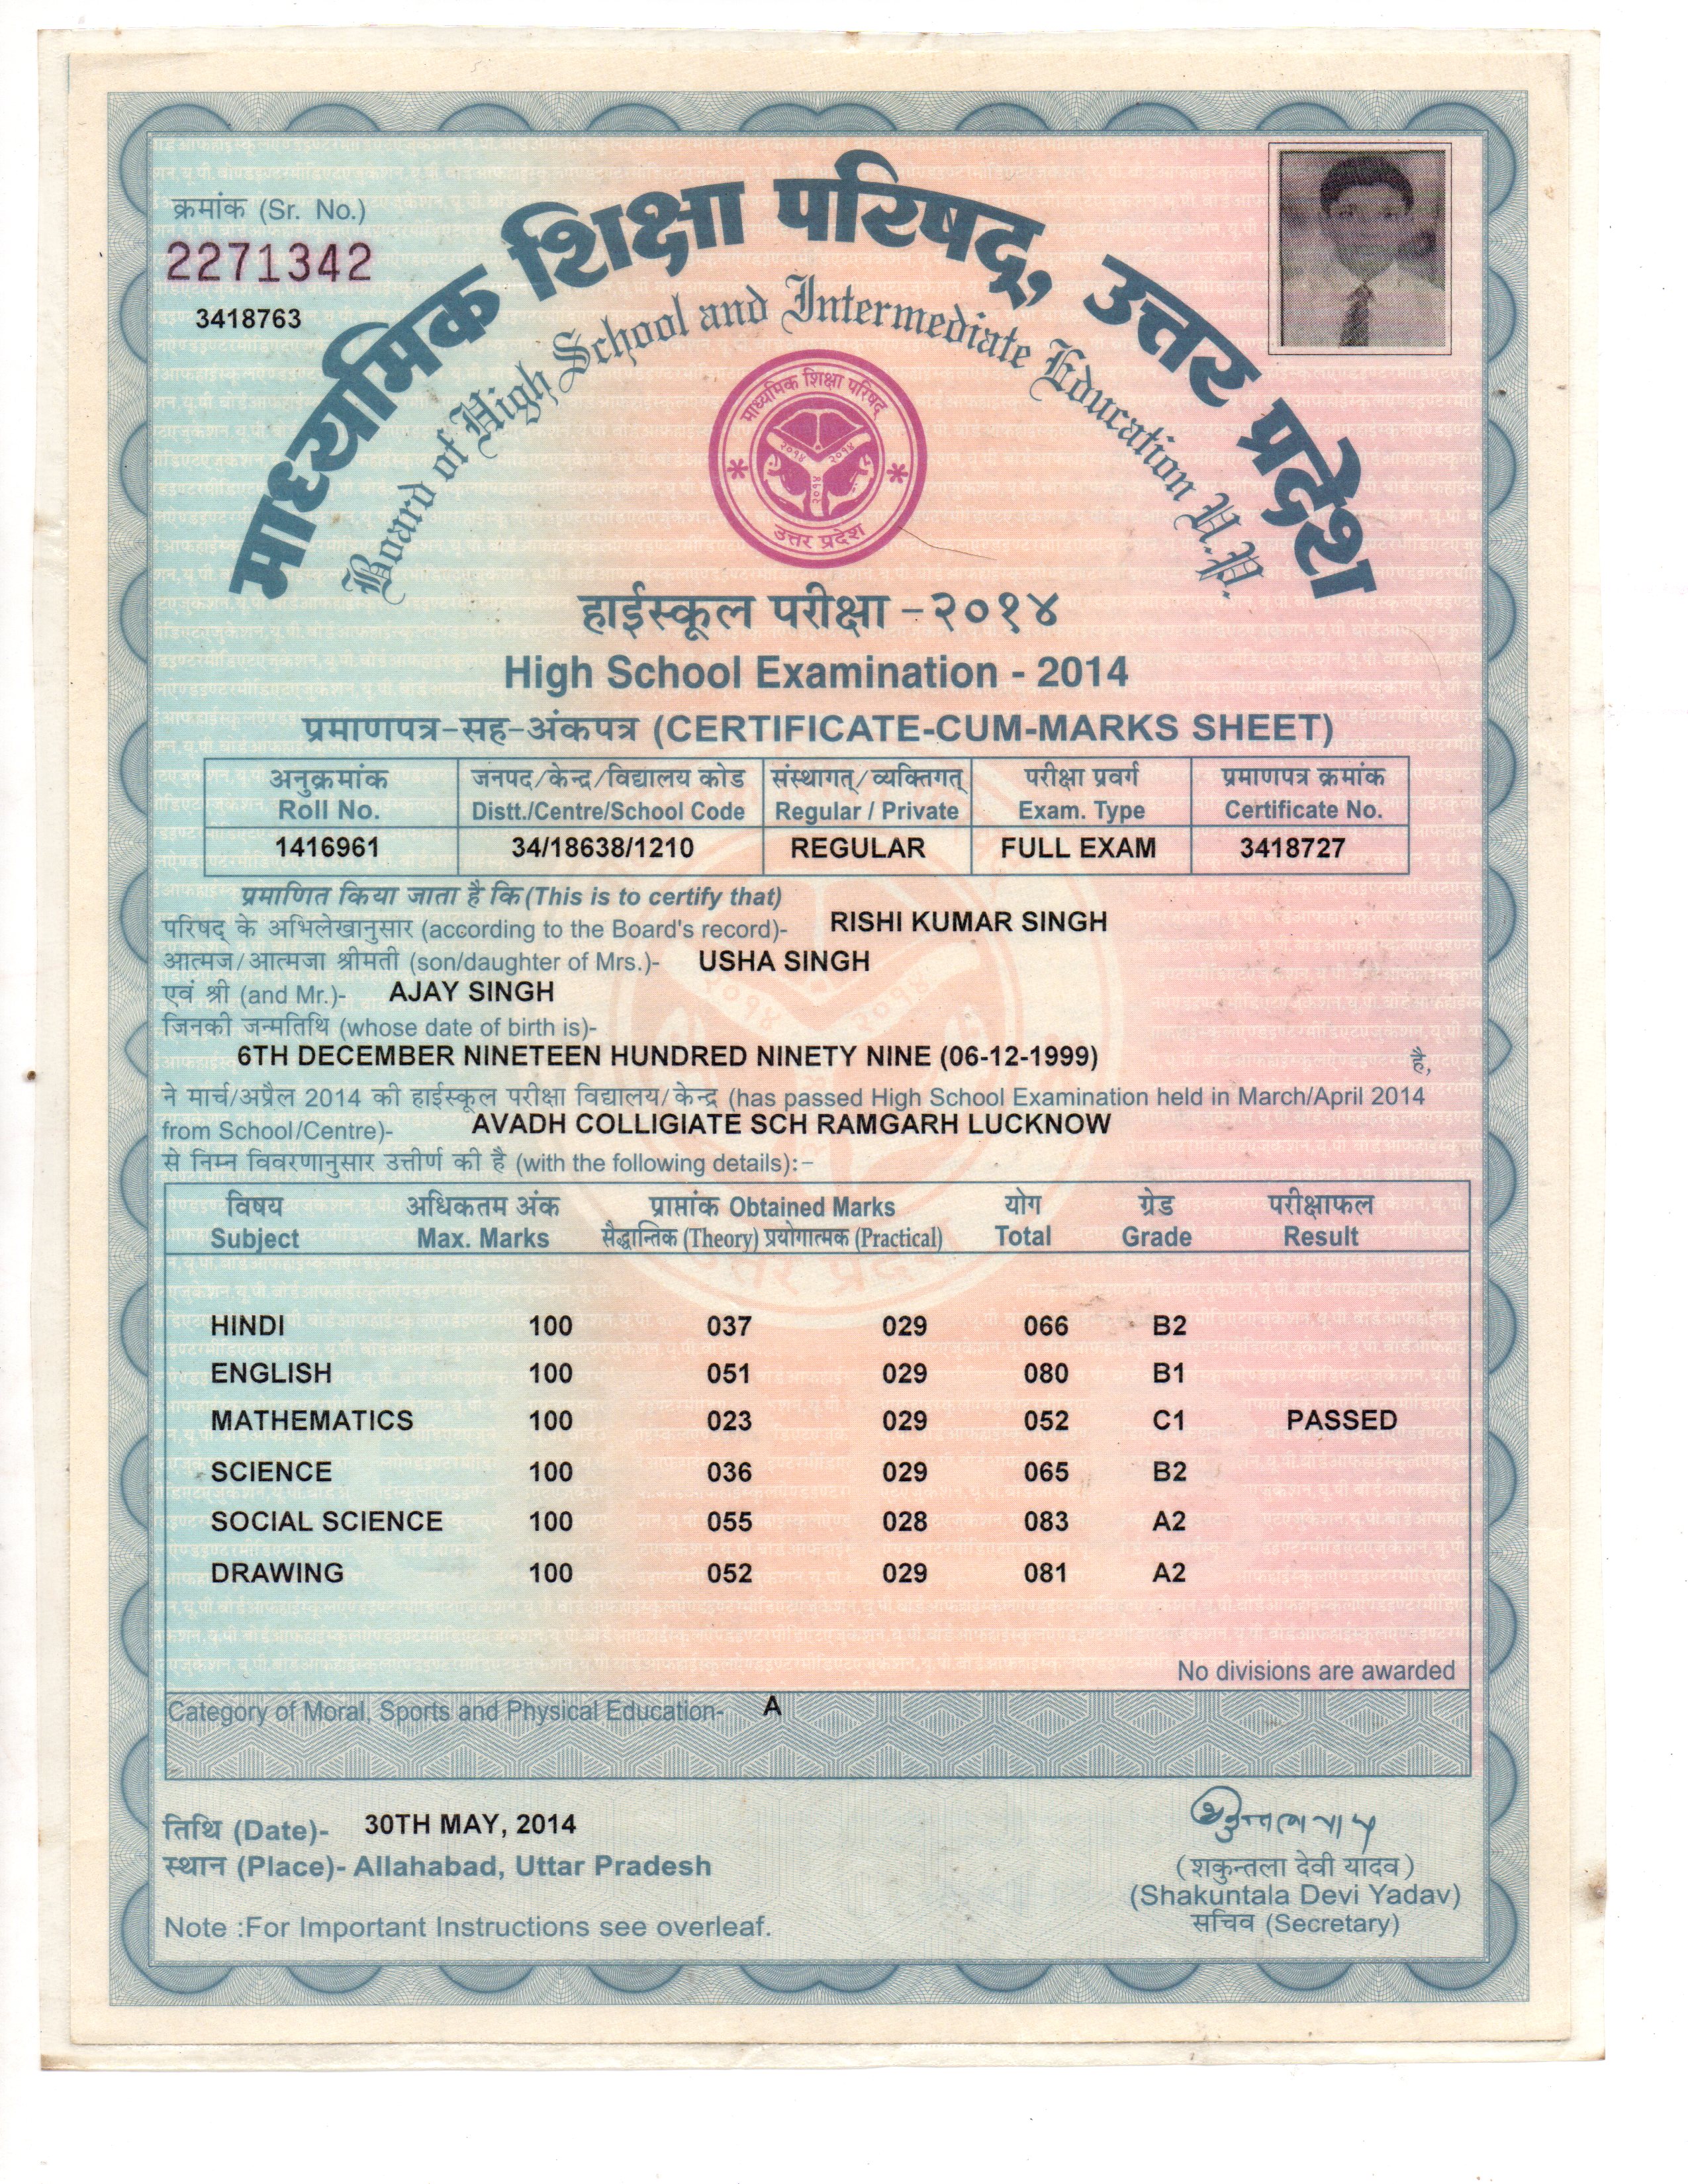 क्रमांक (Sr. No.)
2271342
3418763
माध्यमिक शिक्षा परिषद्, उत्तर प्रदेश
Board of High School and Intermediate Education U.P.
माध्यमिक शिक्षा परिषद
२०१४ २०१४
२०१४
उत्तर प्रदेश
हाईस्कूल परीक्षा -२०१४
High School Examination - 2014
प्रमाणपत्र-सह-अंकपत्र (CERTIFICATE-CUM-MARKS SHEET)
अनुक्रमांक जनपद/केन्द्र/विद्यालय कोड संस्थागत्/व्यक्तिगत् परीक्षा प्रवर्ग प्रमाणपत्र क्रमांक
Roll No. Distt./Centre/School Code Regular / Private Exam. Type Certificate No.
1416961 34/18638/1210 REGULAR FULL EXAM 3418727
प्रमाणित किया जाता है कि (This is to certify that)
परिषद् के अभिलेखानुसार (according to the Board's record)- RISHI KUMAR SINGH
आत्मज/आत्मजा श्रीमती (son/daughter of Mrs.)- USHA SINGH
एवं श्री (and Mr.)- AJAY SINGH
जिनकी जन्मतिथि (whose date of birth is)-
6TH DECEMBER NINETEEN HUNDRED NINETY NINE (06-12-1999) है,
ने मार्च/अप्रैल 2014 की हाईस्कूल परीक्षा विद्यालय/केन्द्र (has passed High School Examination held in March/April 2014
from School/Centre)- AVADH COLLIGIATE SCH RAMGARH LUCKNOW
से निम्न विवरणानुसार उत्तीर्ण की है (with the following details):-
विषय अधिकतम अंक प्राप्तांक Obtained Marks योग ग्रेड परीक्षाफल
Subject Max. Marks सैद्धान्तिक (Theory) प्रयोगात्मक (Practical) Total Grade Result
HINDI 100 037 029 066 B2
ENGLISH 100 051 029 080 B1
MATHEMATICS 100 023 029 052 C1 PASSED
SCIENCE 100 036 029 065 B2
SOCIAL SCIENCE 100 055 028 083 A2
DRAWING 100 052 029 081 A2
No divisions are awarded
Category of Moral, Sports and Physical Education- A
तिथि (Date)- 30TH MAY, 2014
स्थान (Place)- Allahabad, Uttar Pradesh
(शकुन्तला देवी यादव)
(Shakuntala Devi Yadav)
सचिव (Secretary)
Note :For Important Instructions see overleaf.